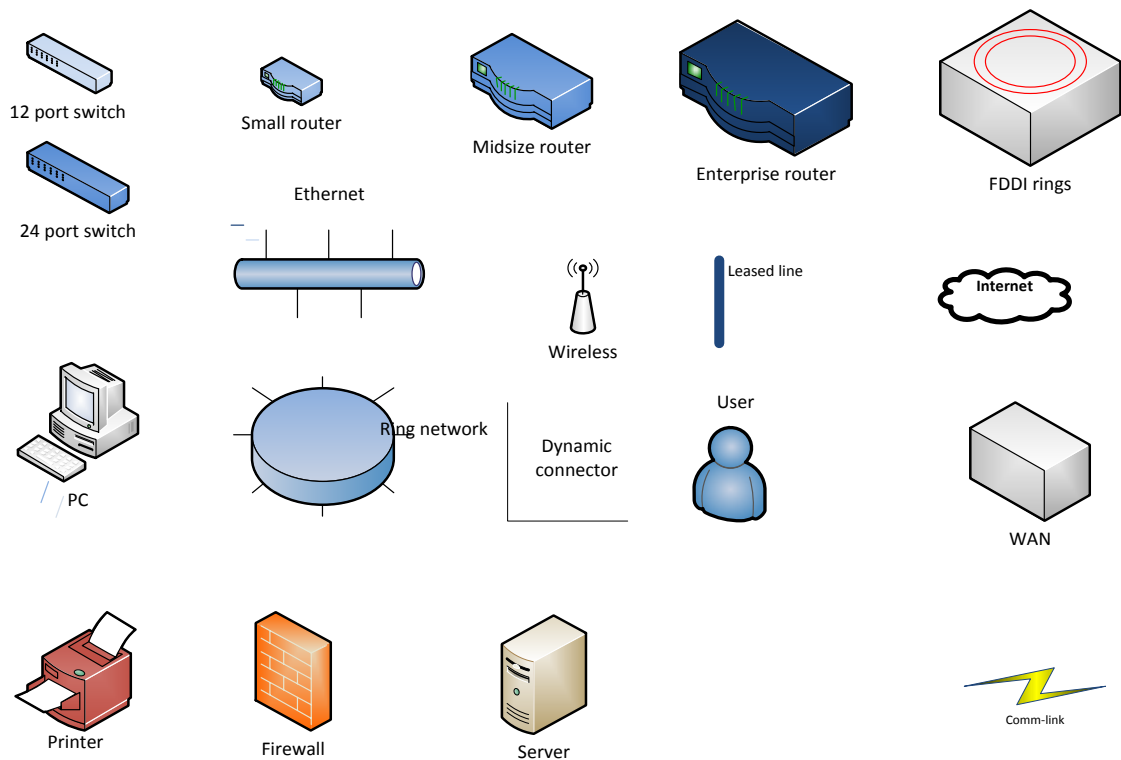 12 port switch
Small router
Midsize router
Enterprise router
FDDI rings
24 port switch
Ethernet
Wireless
Leased line
Internet
PC
Ring network
Dynamic
connector
User
WAN
Printer
Firewall
Server
Comm-link